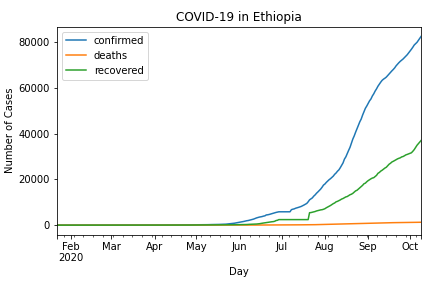 COVID-19 in Ethiopia
confirmed
deaths
recovered
Number of Cases
80000
60000
40000
20000
0
Feb Mar Apr May Jun Jul Aug Sep Oct
2020
Day